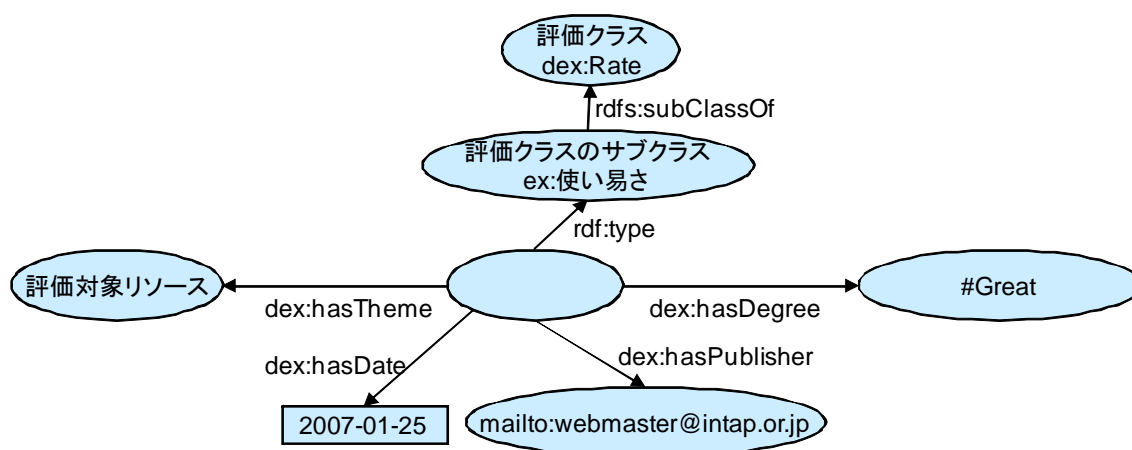 評価クラス
dex:Rate
rdfs:subClassOf
評価クラスのサブクラス
ex:使い易さ
rdf:type
評価対象リソース
#Great
dex:hasTheme
dex:hasDegree
dex:hasDate
dex:hasPublisher
2007-01-25
mailto:webmaster@intap.or.jp